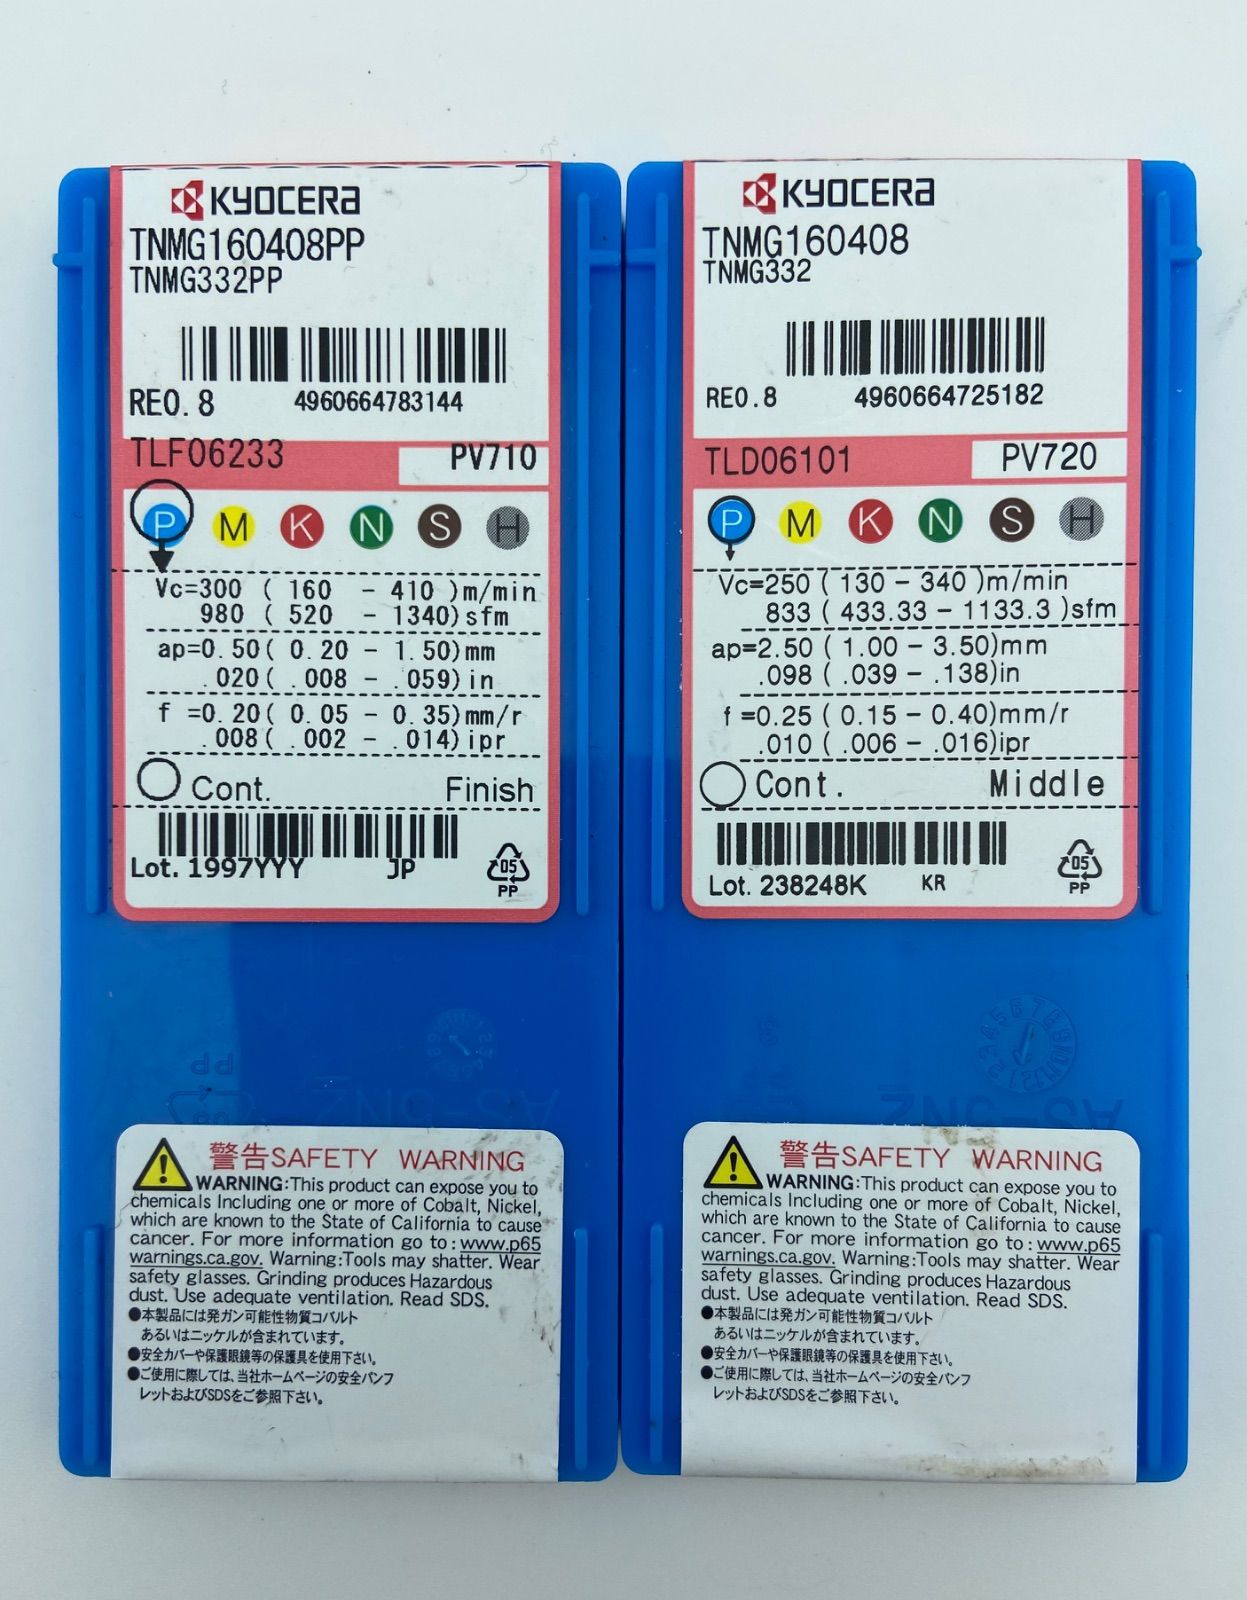 KYOCERA
TNMG160408PP
TNMG332PP
RE0.8 4960664783144
TLF06233 PV710
P M K N S H
Vc=300 ( 160 - 410 )m/min
980 ( 520 - 1340)sfm
ap=0.50( 0.20 - 1.50)mm
.020( .008 - .059)in
f =0.20( 0.05 - 0.35)mm/r
.008( .002 - .014)ipr
Cont. Finish
Lot. 1997YYY JP
05
PP
PP
AS-5N2
警告SAFETY WARNING
WARNING:This product can expose you to
chemicals Including one or more of Cobalt, Nickel,
which are known to the State of California to cause
cancer. For more information go to:www.p65
warnings.ca.gov. Warning:Tools may shatter. Wear
safety glasses. Grinding produces Hazardous
dust. Use adequate ventilation. Read SDS.
●本製品には発ガン可能性物質コバルト
あるいはニッケルが含まれています。
●安全カバーや保護眼鏡等の保護具を使用下さい。
●ご使用に際しては、当社ホームページの安全パンフ
レットおよびSDSをご参照下さい。
KYOCERA
TNMG160408
TNMG332
RE0.8 4960664725182
TLD06101 PV720
P M K N S H
Vc=250 ( 130 - 340 )m/min
833 ( 433.33 - 1133.3 )sfm
ap=2.50 ( 1.00 - 3.50)mm
.098 ( .039 - .138)in
f =0.25 ( 0.15 - 0.40)mm/r
.010 ( .006 - .016)ipr
Cont. Middle
Lot. 238248K KR
05
PP
警告SAFETY WARNING
WARNING:This product can expose you to
chemicals Including one or more of Cobalt, Nickel,
which are known to the State of California to cause
cancer. For more information go to:www.p65
warnings.ca.gov. Warning:Tools may shatter. Wear
safety glasses. Grinding produces Hazardous
dust. Use adequate ventilation. Read SDS.
●本製品には発ガン可能性物質コバルト
あるいはニッケルが含まれています。
●安全カバーや保護眼鏡等の保護具を使用下さい。
●ご使用に際しては、当社ホームページの安全パンフ
レットおよびSDSをご参照下さい。